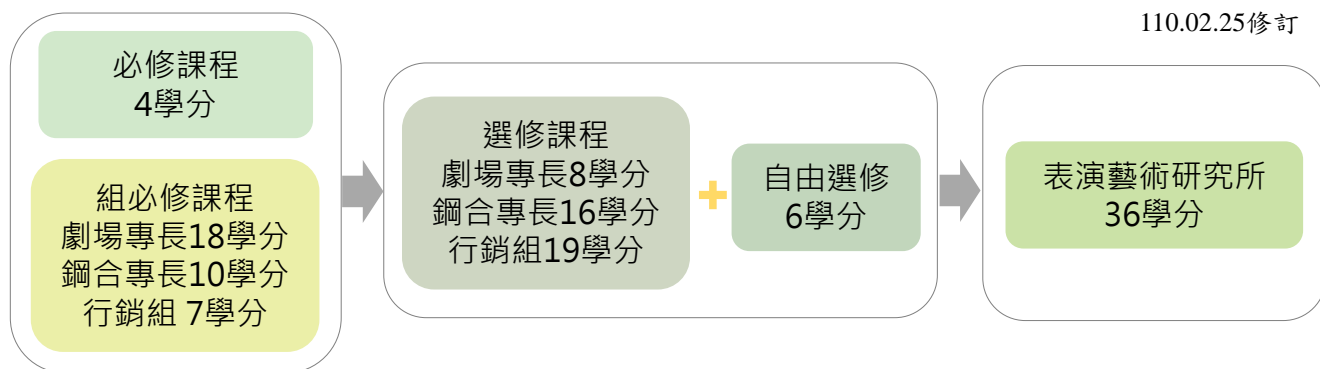 110.02.25修訂
必修課程
4學分
組必修課程
劇場專長18學分
鋼合專長10學分
行銷組 7學分
選修課程
劇場專長8學分
鋼合專長16學分
行銷組19學分
+
自由選修
6學分
表演藝術研究所
36學分